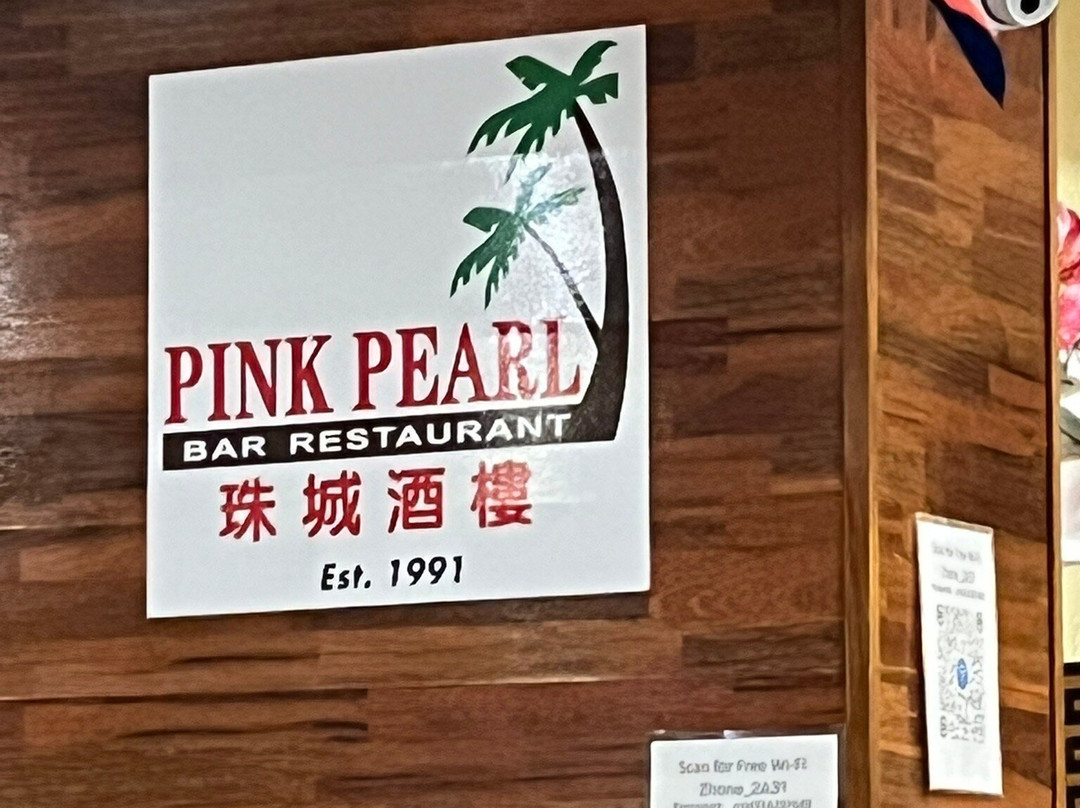 PINK PEARL
BAR RESTAURANT
珠城酒樓
Est. 1991
Scan for Free Wi-Fi